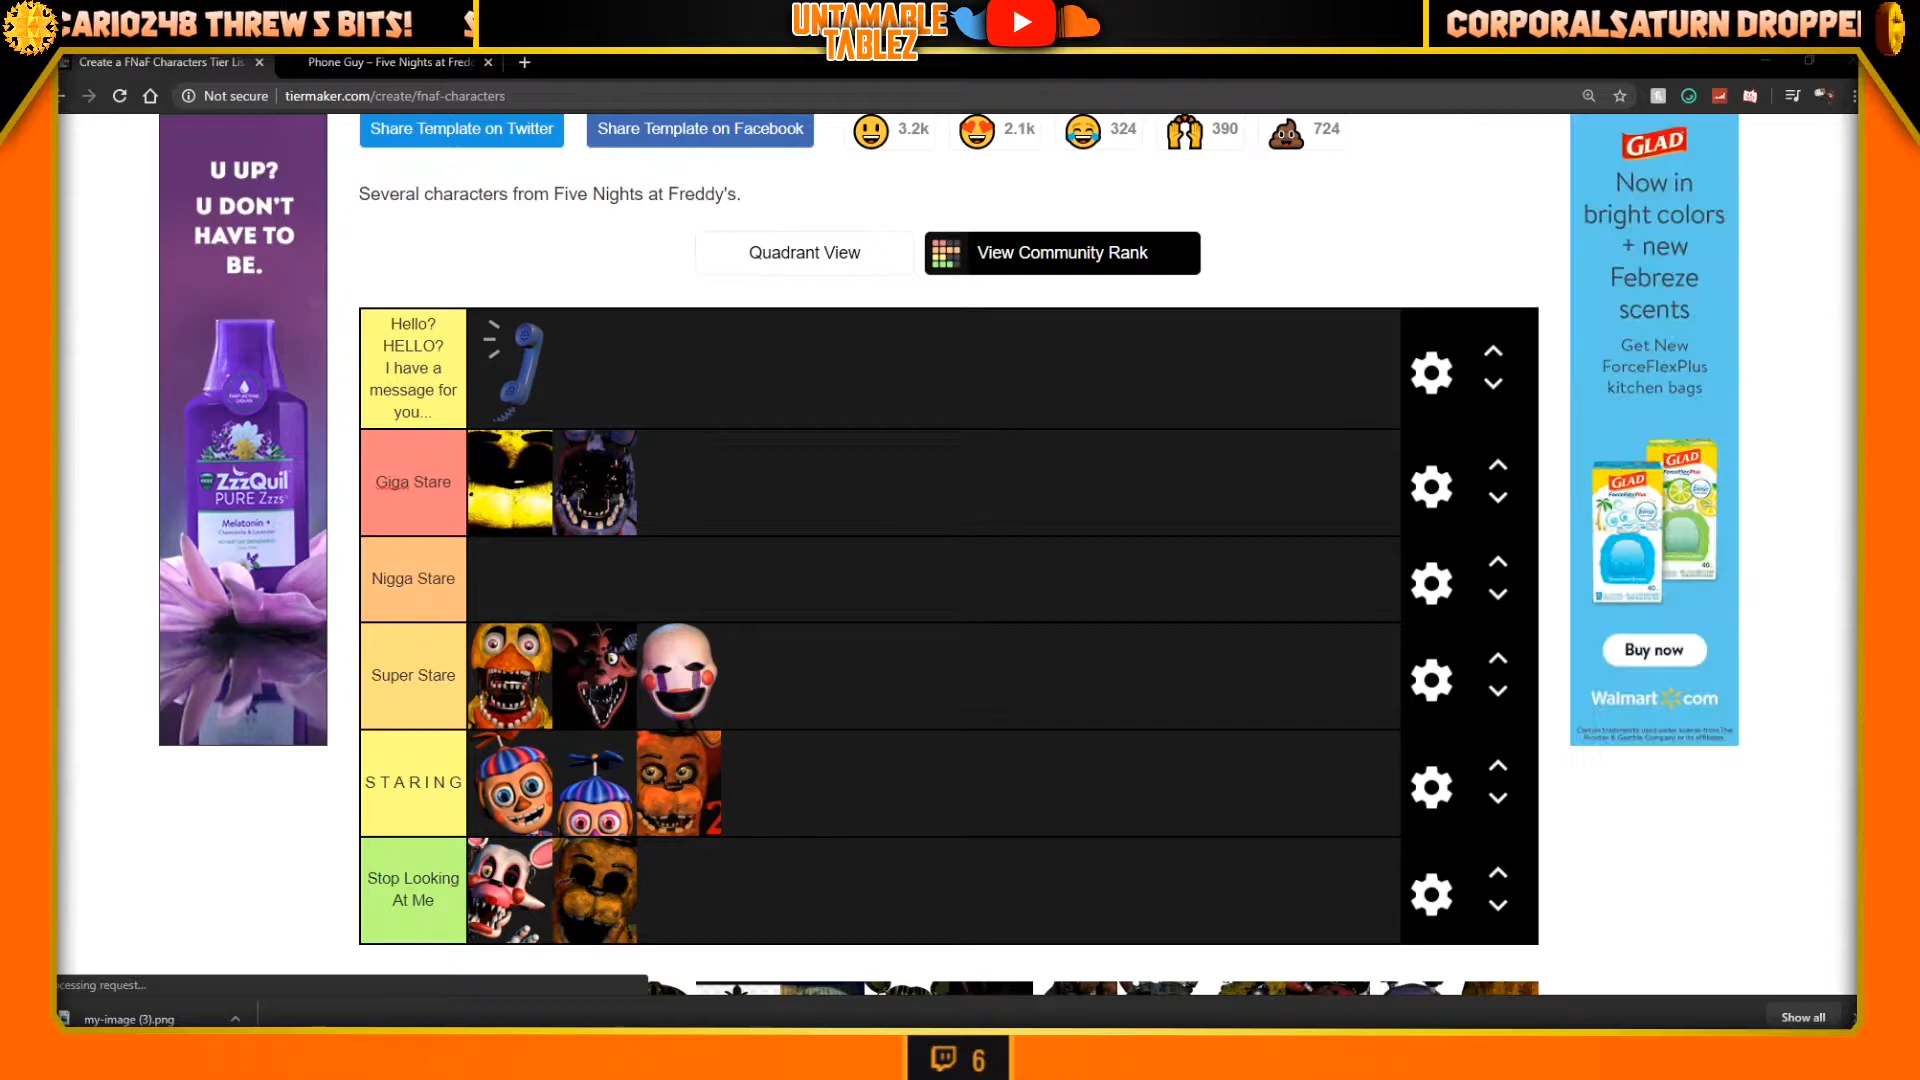 CARIO248 THREW 5 BITS!
UNTAMABLE
TABLEZ
CORPORALSATURN DROPPE
Create a FNaF Characters Tier Lis
Phone Guy – Five Nights at Fred
Not secure
tiermaker.com/create/fnaf-characters
Share Template on Twitter
Share Template on Facebook
3.2k
2.1k
324
390
724
Several characters from Five Nights at Freddy's.
Quadrant View
View Community Rank
U UP?
U DON'T
HAVE TO
BE.
ZzzQuil
PURE Zzzs
Melatonin +
GLAD
Now in
bright colors
+ new
Febreze
scents
Get New
ForceFlexPlus
kitchen bags
GLAD
GLAD
Buy now
Walmart
com
Hello?
HELLO?
I have a
message for
you...
Giga Stare
Nigga Stare
Super Stare
S T A R I N G
2
Stop Looking
At Me
cessing request...
my-image (3).png
Show all
6